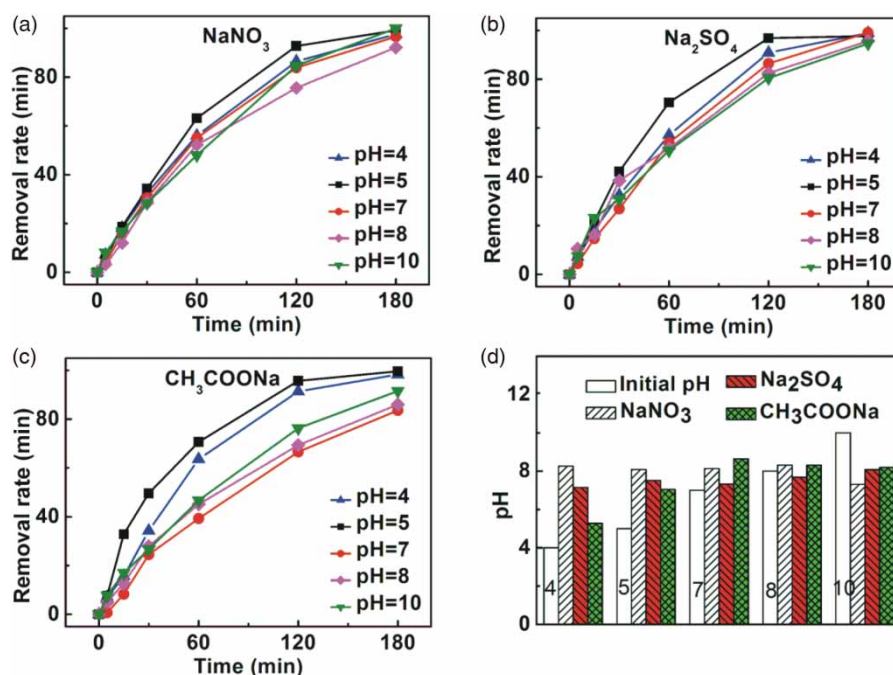 (a)
NaNO3
Removal rate (min)
80
40
0
pH=4
pH=5
pH=7
pH=8
pH=10
0 60 120 180
Time (min)
(b)
Na2SO4
Removal rate (min)
80
40
0
pH=4
pH=5
pH=7
pH=8
pH=10
0 60 120 180
Time (min)
(c)
CH3COONa
Removal rate (min)
80
40
0
pH=4
pH=5
pH=7
pH=8
pH=10
0 60 120 180
Time (min)
(d)
Initial pH Na2SO4
NaNO3 CH3COONa
pH
12
8
4
0
4 5 7 8 10